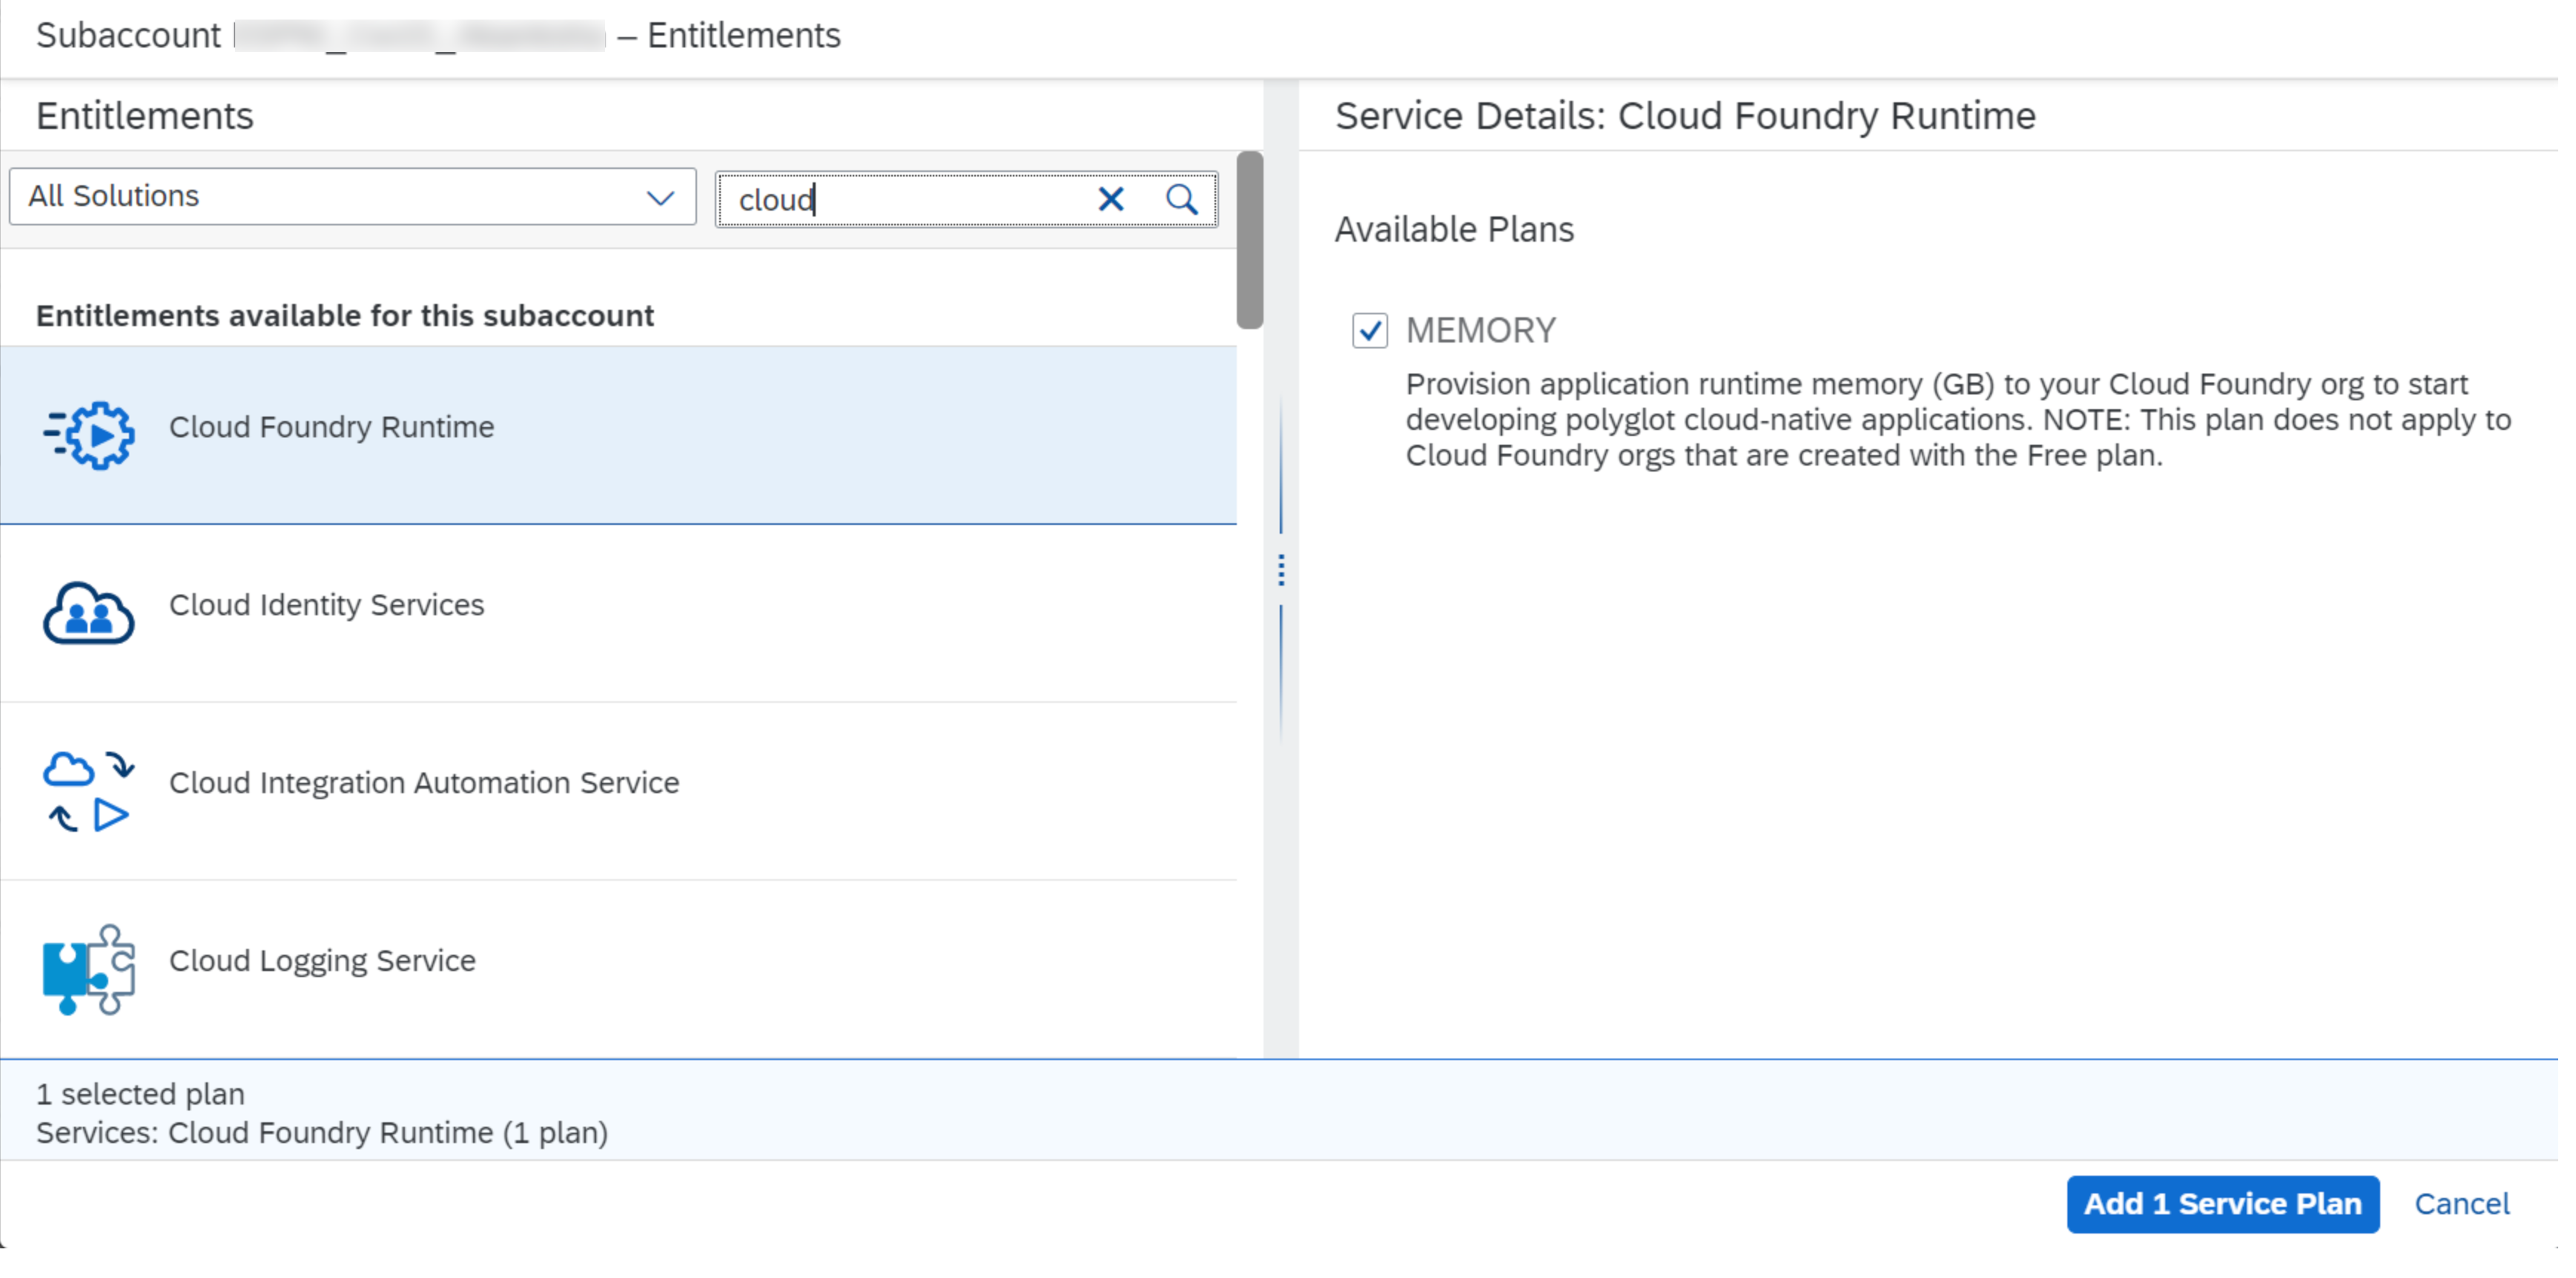 Subaccount – Entitlements
Entitlements
All Solutions
cloud
Entitlements available for this subaccount
Cloud Foundry Runtime
Cloud Identity Services
Cloud Integration Automation Service
Cloud Logging Service
Service Details: Cloud Foundry Runtime
Available Plans
MEMORY
Provision application runtime memory (GB) to your Cloud Foundry org to start
developing polyglot cloud-native applications. NOTE: This plan does not apply to
Cloud Foundry orgs that are created with the Free plan.
1 selected plan
Services: Cloud Foundry Runtime (1 plan)
Add 1 Service Plan
Cancel